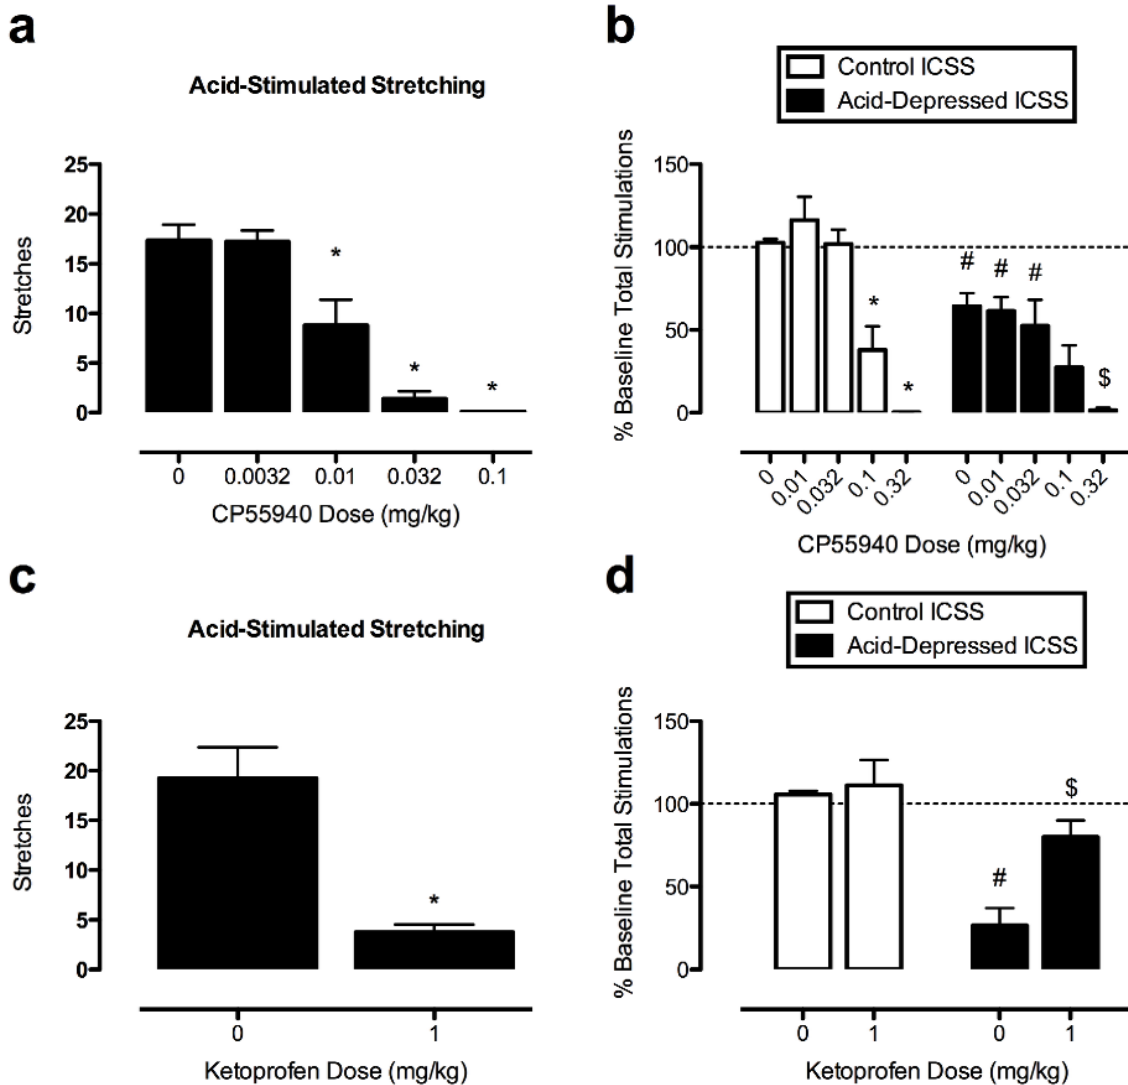 a
Acid-Stimulated Stretching
Stretches
25
20
15
10
5
0
*
*
*
0 0.0032 0.01 0.032 0.1
CP55940 Dose (mg/kg)
b
Control ICSS
Acid-Depressed ICSS
% Baseline Total Stimulations
150
100
50
0
*
*
# # #
$
0 0.01 0.032 0.1 0.32 0 0.01 0.032 0.1 0.32
CP55940 Dose (mg/kg)
c
Acid-Stimulated Stretching
Stretches
25
20
15
10
5
0
*
0 1
Ketoprofen Dose (mg/kg)
d
Control ICSS
Acid-Depressed ICSS
% Baseline Total Stimulations
150
100
50
0
#
$
0 1 0 1
Ketoprofen Dose (mg/kg)